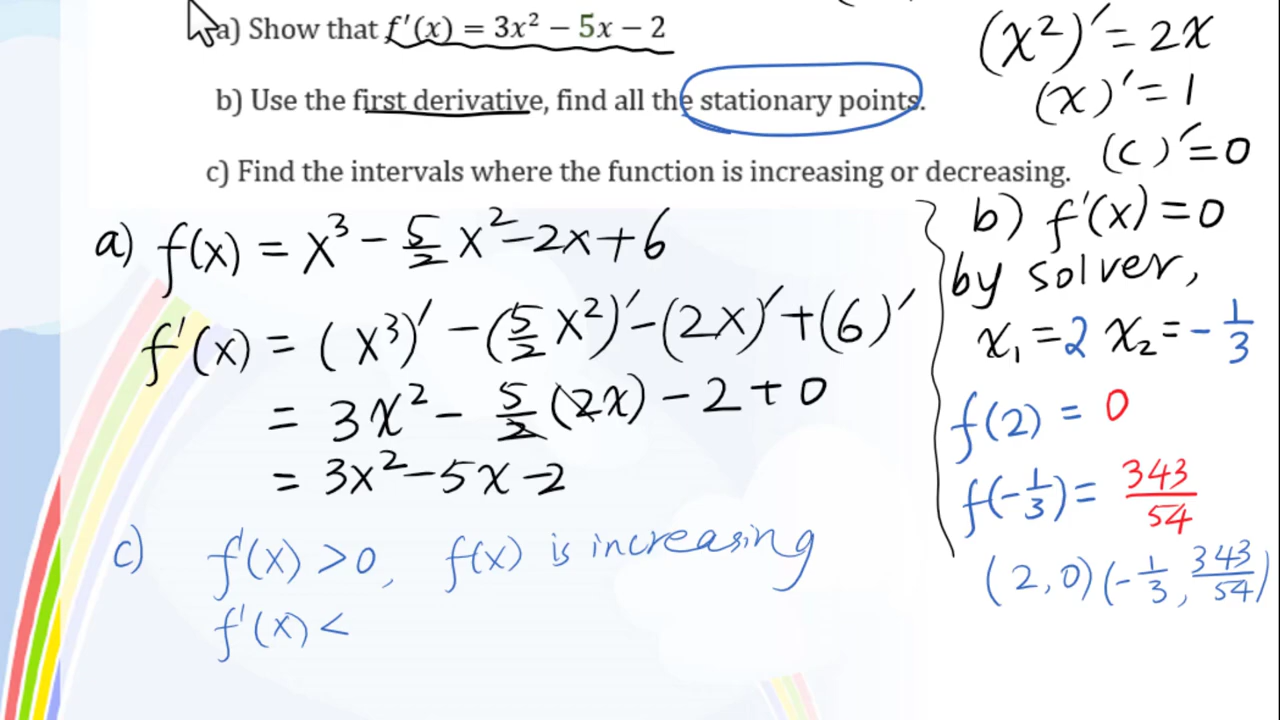 a) Show that f'(x) = 3x² − 5x − 2
b) Use the first derivative, find all the stationary points.
c) Find the intervals where the function is increasing or decreasing.
(x²)' = 2x
(x)' = 1
(c)' = 0
a) f(x) = x³ − 5/2 x² − 2x + 6
f'(x) = (x³)' − (5/2 x²)' − (2x)' + (6)'
= 3x² − 5/2 (2x) − 2 + 0
= 3x² − 5x − 2
b) f'(x) = 0
by solver,
x₁ = 2 x₂ = − 1/3
f(2) = 0
f(−1/3) = 343/54
(2, 0) (−1/3, 343/54)
c) f'(x) > 0, f(x) is increasing
f'(x) <